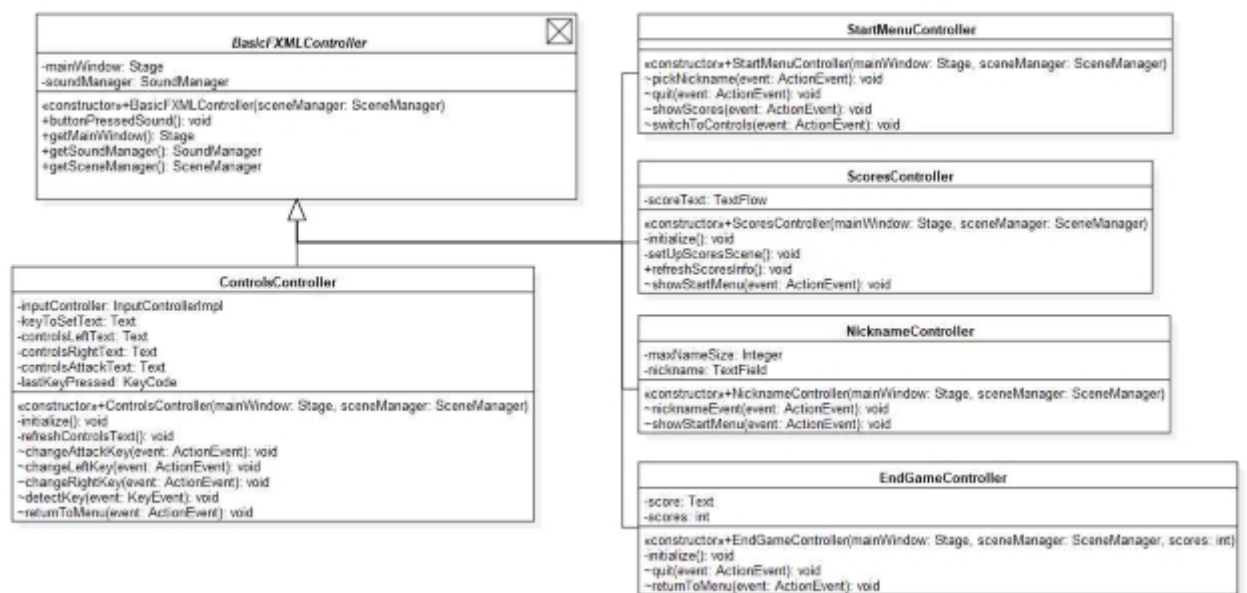 BasicFXMLController
-mainWindow: Stage
-soundManager: SoundManager
«constructor»+BasicFXMLController(sceneManager: SceneManager)
+buttonPressedSound(): void
+getMainWindow(): Stage
+getSoundManager(): SoundManager
+getSceneManager(): SceneManager
ControlsController
-inputController: InputControllerImpl
-keyToSetText: Text
-controlsLeftText: Text
-controlsRightText: Text
-controlsAttackText: Text
-lastKeyPressed: KeyCode
«constructor»+ControlsController(mainWindow: Stage, sceneManager: SceneManager)
-initialize(): void
-refreshControlsText(): void
~changeAttackKey(event: ActionEvent): void
~changeLeftKey(event: ActionEvent): void
~changeRightKey(event: ActionEvent): void
~detectKey(event: KeyEvent): void
~returnToMenu(event: ActionEvent): void
StartMenuController
«constructor»+StartMenuController(mainWindow: Stage, sceneManager: SceneManager)
~pickNickname(event: ActionEvent): void
~quit(event: ActionEvent): void
~showScores(event: ActionEvent): void
~switchToControls(event: ActionEvent): void
ScoresController
-scoreText: TextFlow
«constructor»+ScoresController(mainWindow: Stage, sceneManager: SceneManager)
-initialize(): void
-setUpScoresScene(): void
+refreshScoresInfo(): void
~showStartMenu(event: ActionEvent): void
NicknameController
-maxNameSize: Integer
-nickname: TextField
«constructor»+NicknameController(mainWindow: Stage, sceneManager: SceneManager)
~nicknameEvent(event: ActionEvent): void
~showStartMenu(event: ActionEvent): void
EndGameController
-score: Text
-scores: int
«constructor»+EndGameController(mainWindow: Stage, sceneManager: SceneManager, scores: int)
-initialize(): void
~quit(event: ActionEvent): void
~returnToMenu(event: ActionEvent): void